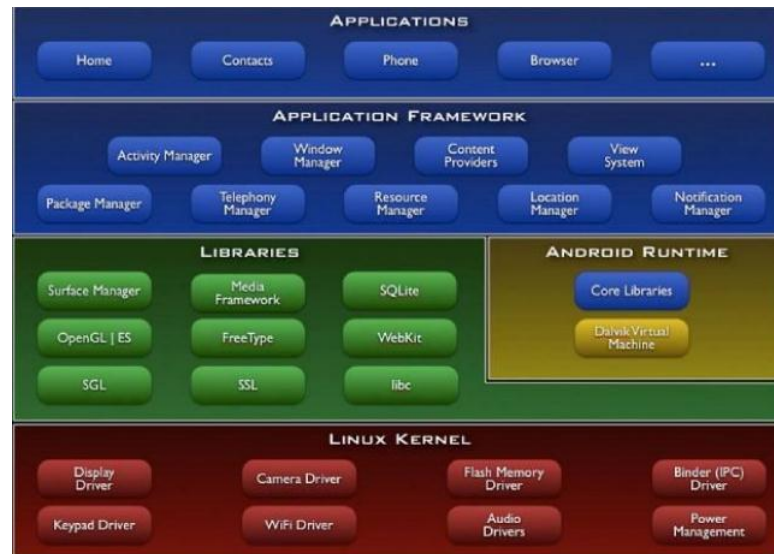 APPLICATIONS
Home
Contacts
Phone
Browser
...
APPLICATION FRAMEWORK
Activity Manager
Window
Manager
Content
Providers
View
System
Package Manager
Telephony
Manager
Resource
Manager
Location
Manager
Notification
Manager
LIBRARIES
Surface Manager
Media
Framework
SQLite
OpenGL | ES
FreeType
WebKit
SGL
SSL
libc
ANDROID RUNTIME
Core Libraries
Dalvik Virtual
Machine
LINUX KERNEL
Display
Driver
Camera Driver
Flash Memory
Driver
Binder (IPC)
Driver
Keypad Driver
WiFi Driver
Audio
Drivers
Power
Management